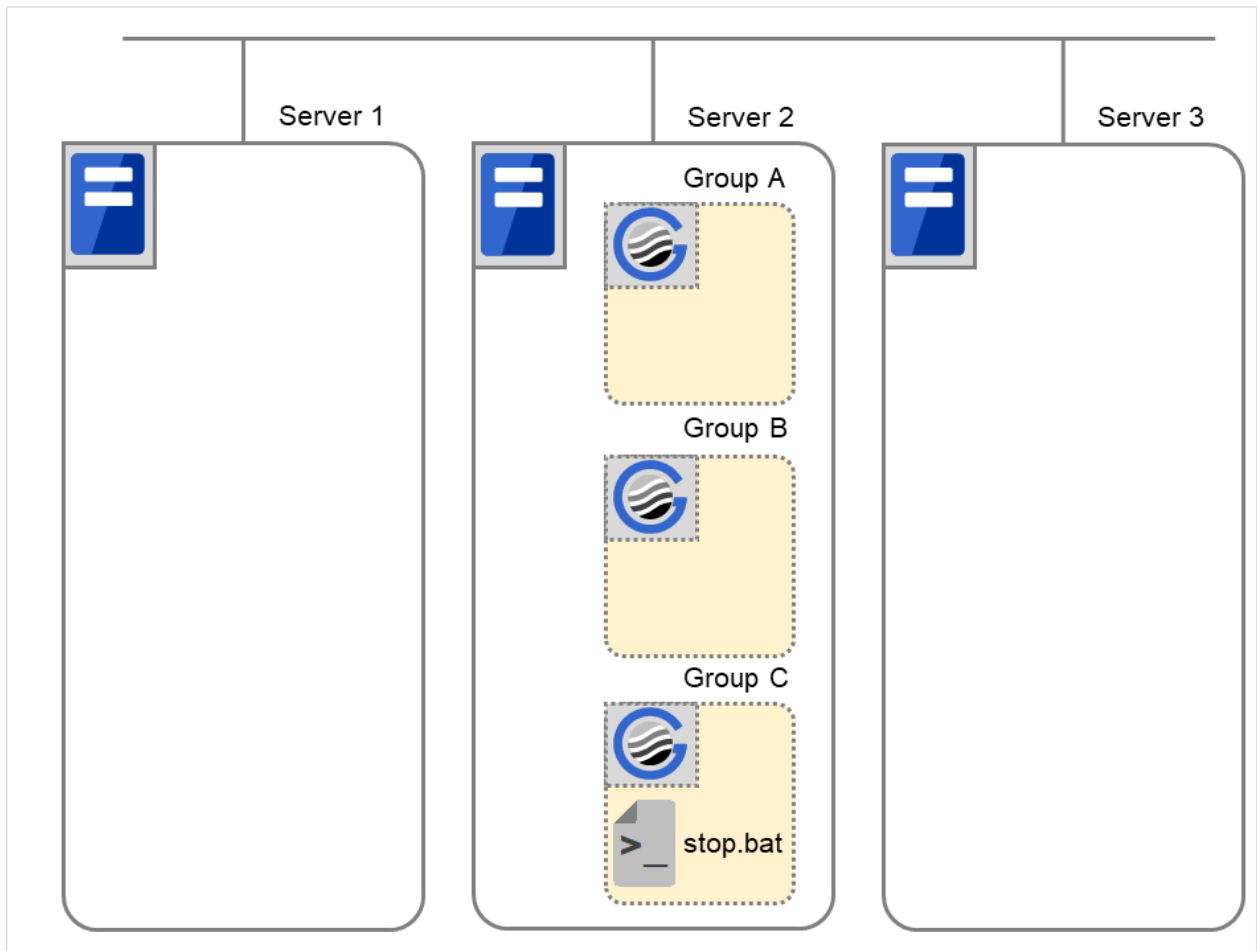 Server 1
Server 2
Server 3
Group A
Group B
Group C
>_ stop.bat